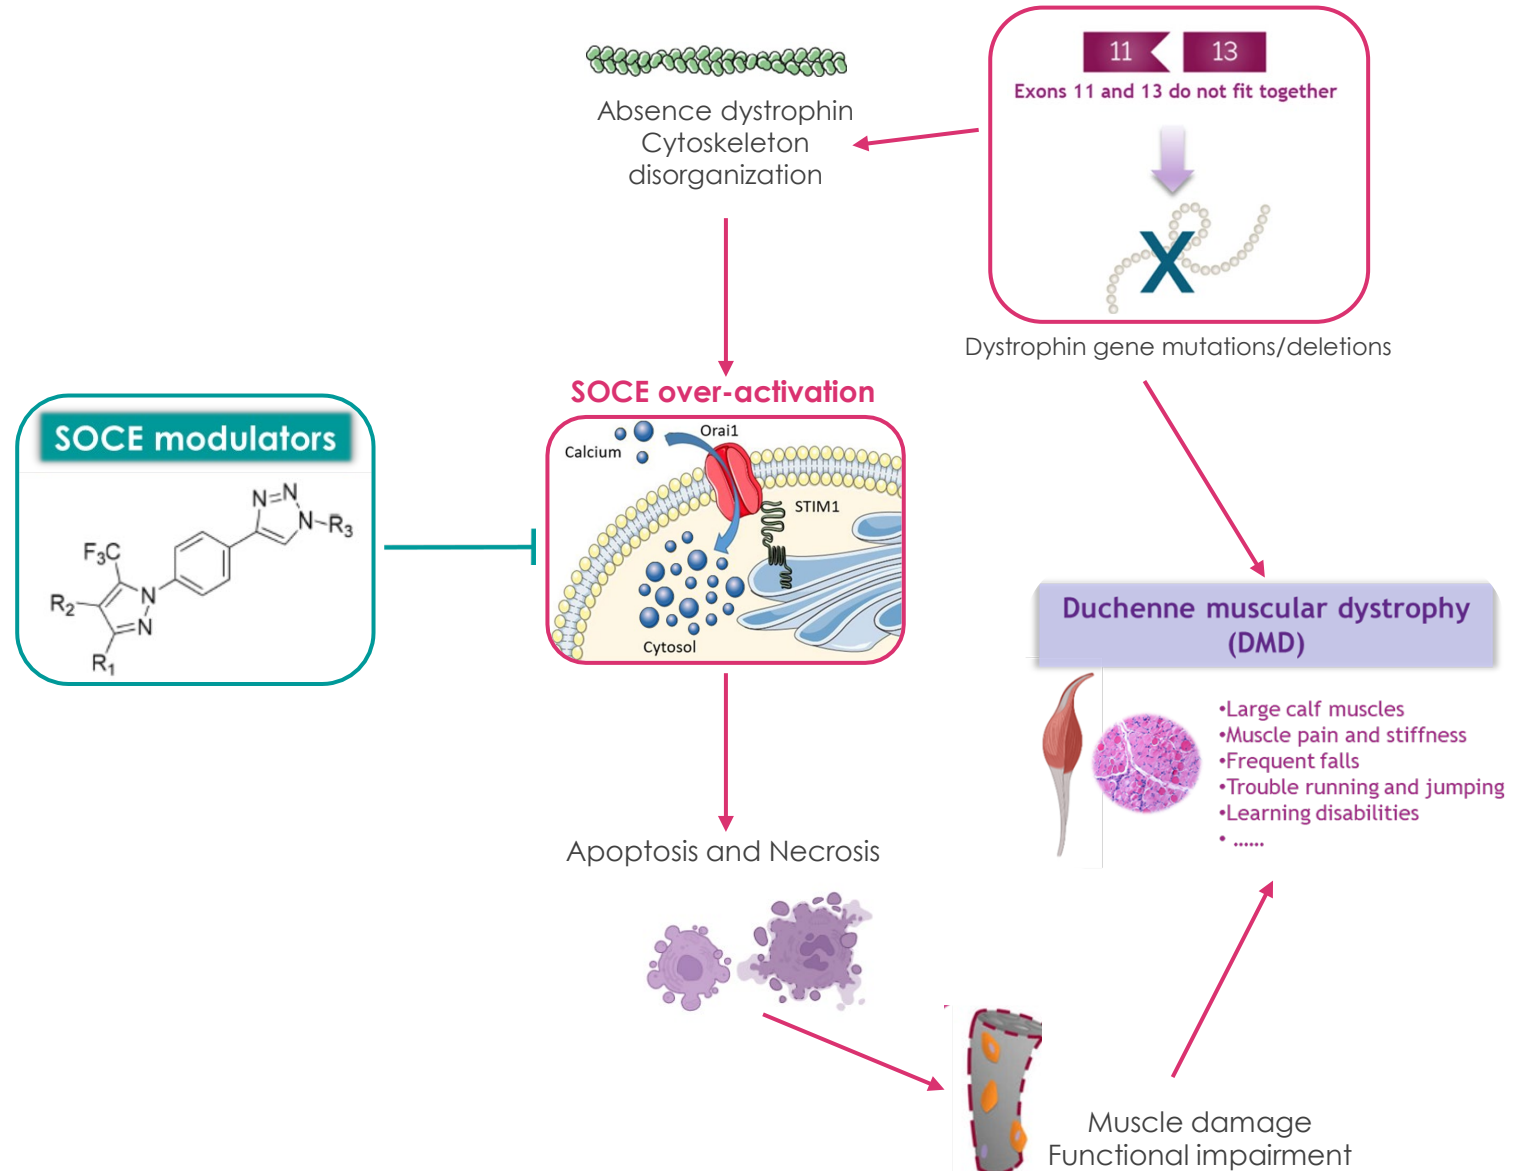 11
13
Exons 11 and 13 do not fit together
Dystrophin gene mutations/deletions
Absence dystrophin
Cytoskeleton
disorganization
SOCE over-activation
Calcium
Orai1
STIM1
Cytosol
SOCE modulators
N=N
N-R3
F3C
R2
N
N
R1
Duchenne muscular dystrophy
(DMD)
•Large calf muscles
•Muscle pain and stiffness
•Frequent falls
•Trouble running and jumping
•Learning disabilities
• ......
Apoptosis and Necrosis
Muscle damage
Functional impairment
X